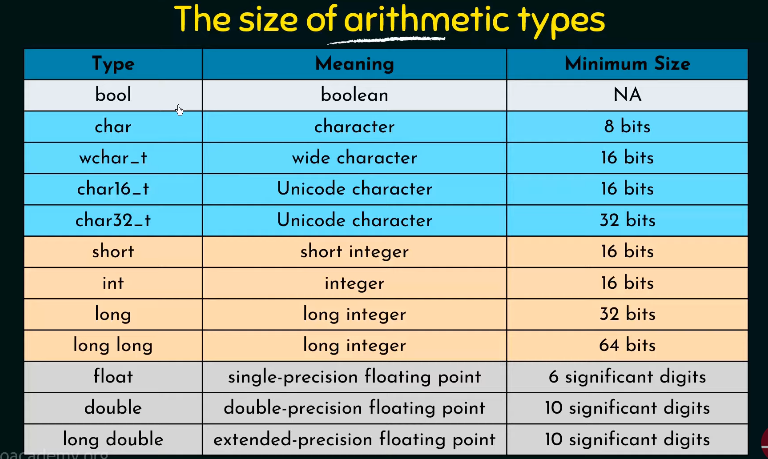 The size of arithmetic types
Type Meaning Minimum Size
bool boolean NA
char character 8 bits
wchar_t wide character 16 bits
char16_t Unicode character 16 bits
char32_t Unicode character 32 bits
short short integer 16 bits
int integer 16 bits
long long integer 32 bits
long long long integer 64 bits
float single-precision floating point 6 significant digits
double double-precision floating point 10 significant digits
long double extended-precision floating point 10 significant digits